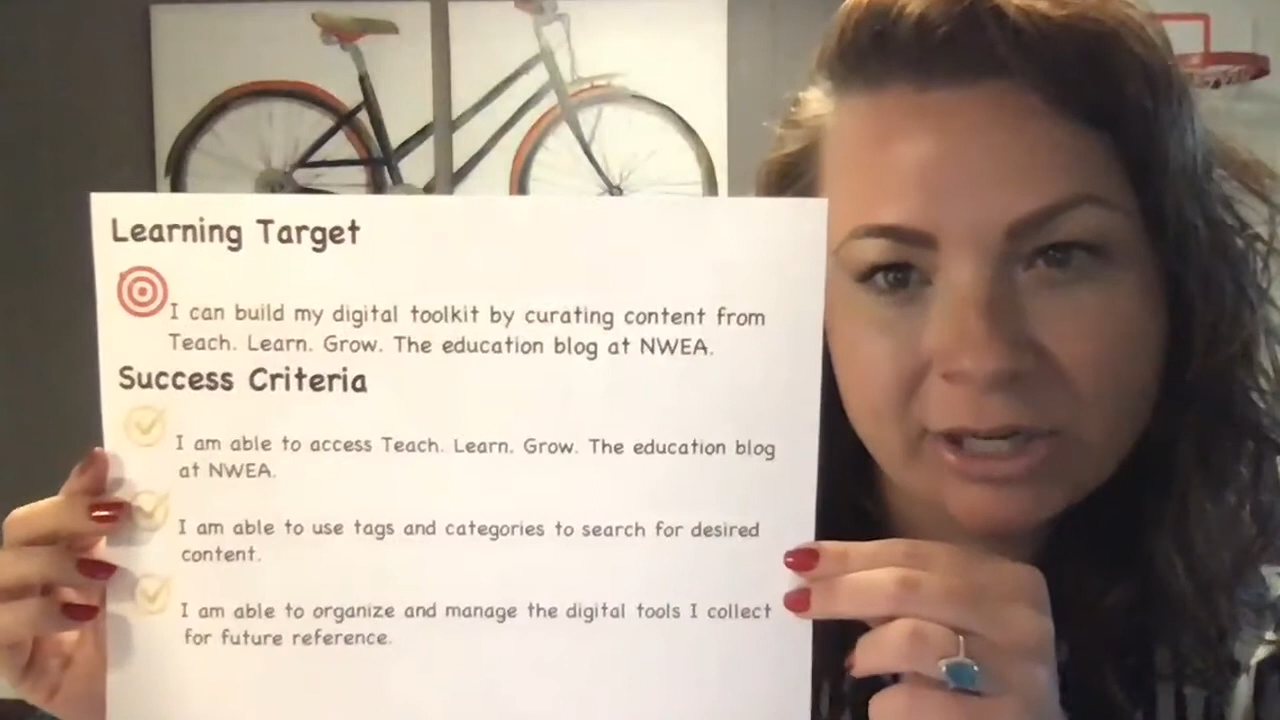 Learning Target
I can build my digital toolkit by curating content from
Teach. Learn. Grow. The education blog at NWEA.
Success Criteria
I am able to access Teach. Learn. Grow. The education blog
at NWEA.
I am able to use tags and categories to search for desired
content.
I am able to organize and manage the digital tools I collect
for future reference.